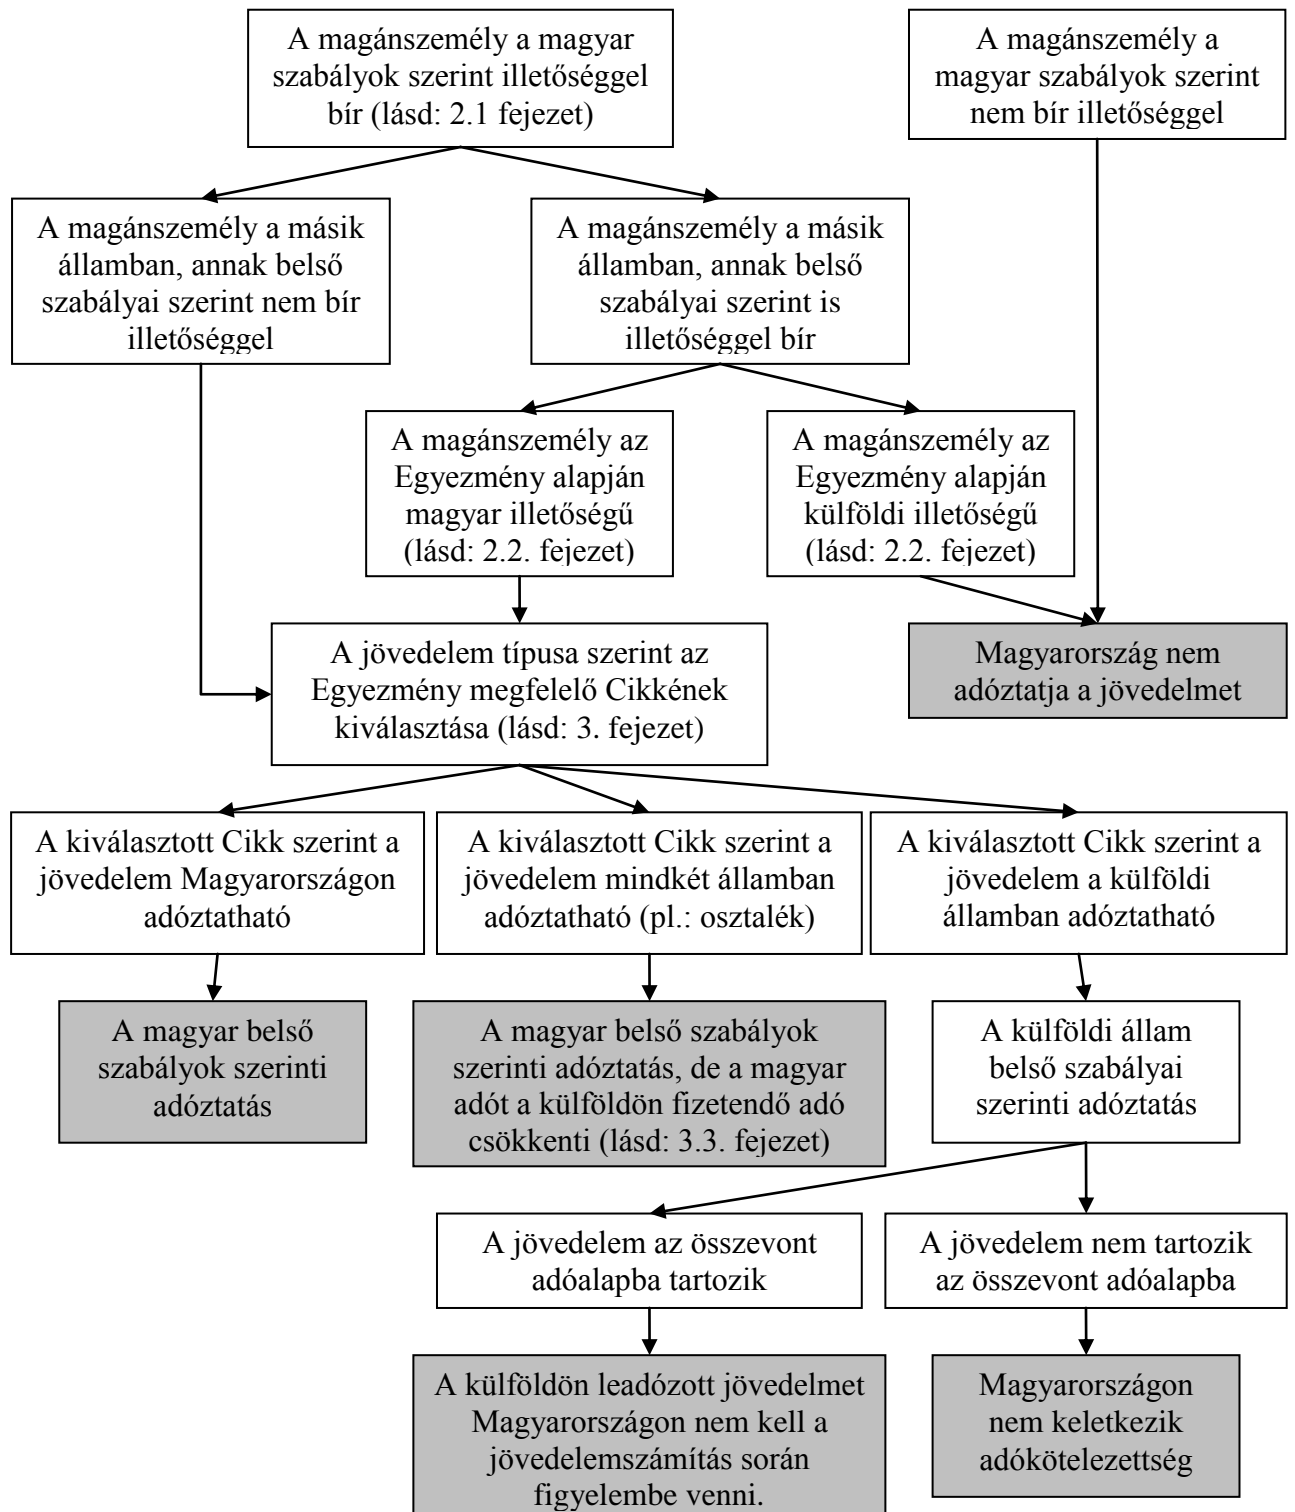 A magánszemély a magyar
szabályok szerint illetőséggel
bír (lásd: 2.1 fejezet)
A magánszemély a
magyar szabályok szerint
nem bír illetőséggel
A magánszemély a másik
államban, annak belső
szabályai szerint nem bír
illetőséggel
A magánszemély a másik
államban, annak belső
szabályai szerint is
illetőséggel bír
A magánszemély az
Egyezmény alapján
magyar illetőségű
(lásd: 2.2. fejezet)
A magánszemély az
Egyezmény alapján
külföldi illetőségű
(lásd: 2.2. fejezet)
A jövedelem típusa szerint az
Egyezmény megfelelő Cikkének
kiválasztása (lásd: 3. fejezet)
Magyarország nem
adóztatja a jövedelmet
A kiválasztott Cikk szerint a
jövedelem Magyarországon
adóztatható
A kiválasztott Cikk szerint a
jövedelem mindkét államban
adóztatható (pl.: osztalék)
A kiválasztott Cikk szerint a
jövedelem a külföldi
államban adóztatható
A magyar belső
szabályok szerinti
adóztatás
A magyar belső szabályok
szerinti adóztatás, de a magyar
adót a külföldön fizetendő adó
csökkenti (lásd: 3.3. fejezet)
A külföldi állam
belső szabályai
szerinti adóztatás
A jövedelem az összevont
adóalapba tartozik
A jövedelem nem tartozik
az összevont adóalapba
A külföldön leadózott jövedelmet
Magyarországon nem kell a
jövedelemszámítás során
figyelembe venni.
Magyarországon
nem keletkezik
adókötelezettség